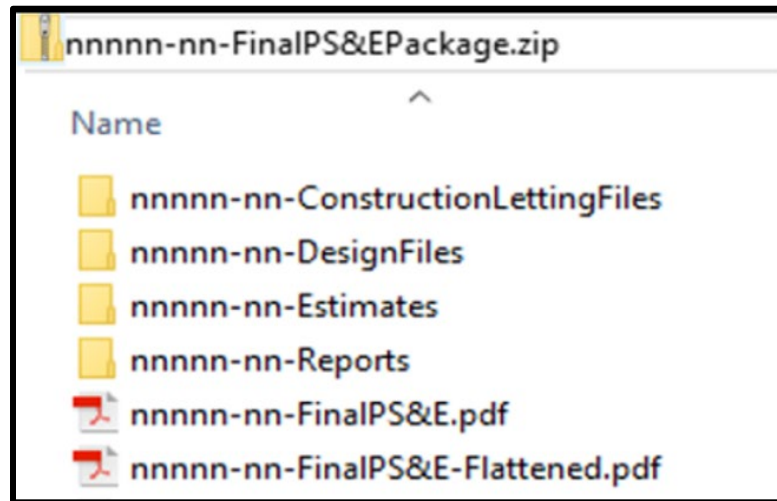 nnnnn-nn-FinalPS&EPackage.zip
Name
nnnnn-nn-ConstructionLettingFiles
nnnnn-nn-DesignFiles
nnnnn-nn-Estimates
nnnnn-nn-Reports
nnnnn-nn-FinalPS&E.pdf
nnnnn-nn-FinalPS&E-Flattened.pdf